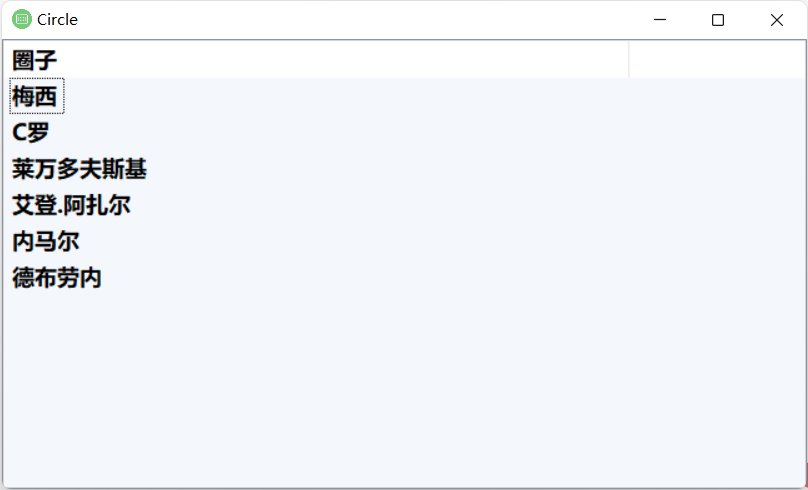 Circle
圈子
梅西
C罗
莱万多夫斯基
艾登.阿扎尔
内马尔
德布劳内